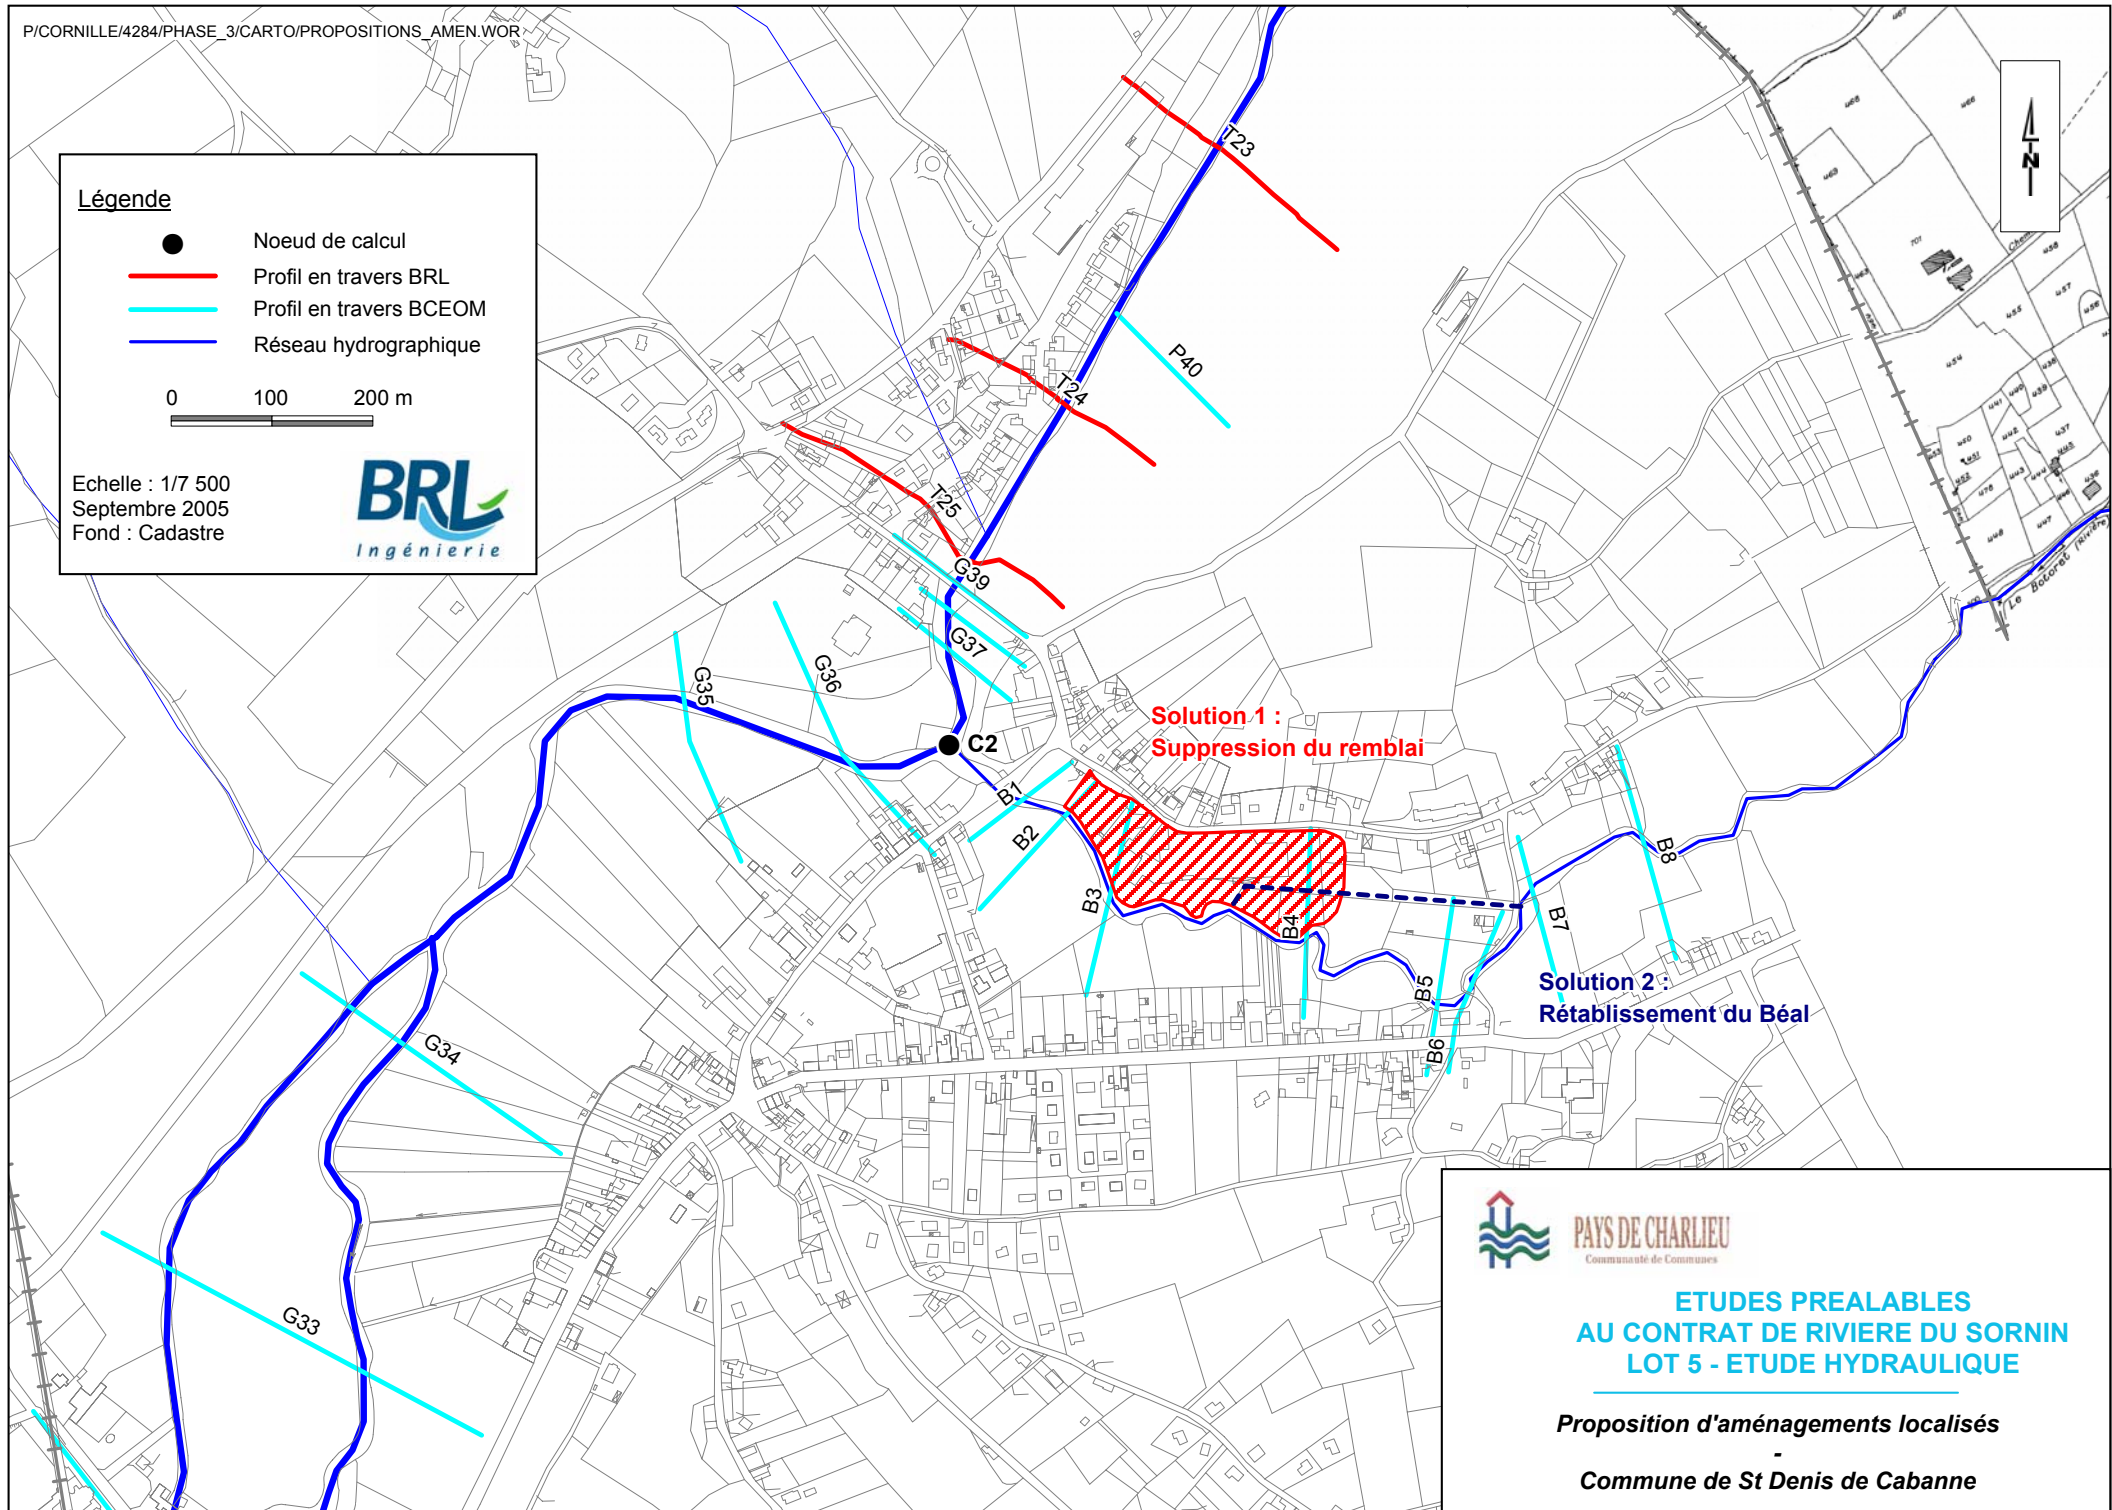 P/CORNILLE/4284/PHASE_3/CARTO/PROPOSITIONS_AMEN.WOR
Légende
Noeud de calcul
Profil en travers BRL
Profil en travers BCEOM
Réseau hydrographique
0 100 200 m
Echelle : 1/7 500
Septembre 2005
Fond : Cadastre
BRL
Ingénierie
N
T23
P40
T24
T25
G39
G37
G36
G35
C2
B1
B2
B3
B4
B5
B6
B7
B8
G34
G33
Solution 1 :
Suppression du remblai
Solution 2 :
Rétablissement du Béal
Le Botoret (Rivière)
701
PAYS DE CHARLIEU
Communauté de Communes
ETUDES PREALABLES
AU CONTRAT DE RIVIERE DU SORNIN
LOT 5 - ETUDE HYDRAULIQUE
Proposition d'aménagements localisés
-
Commune de St Denis de Cabanne